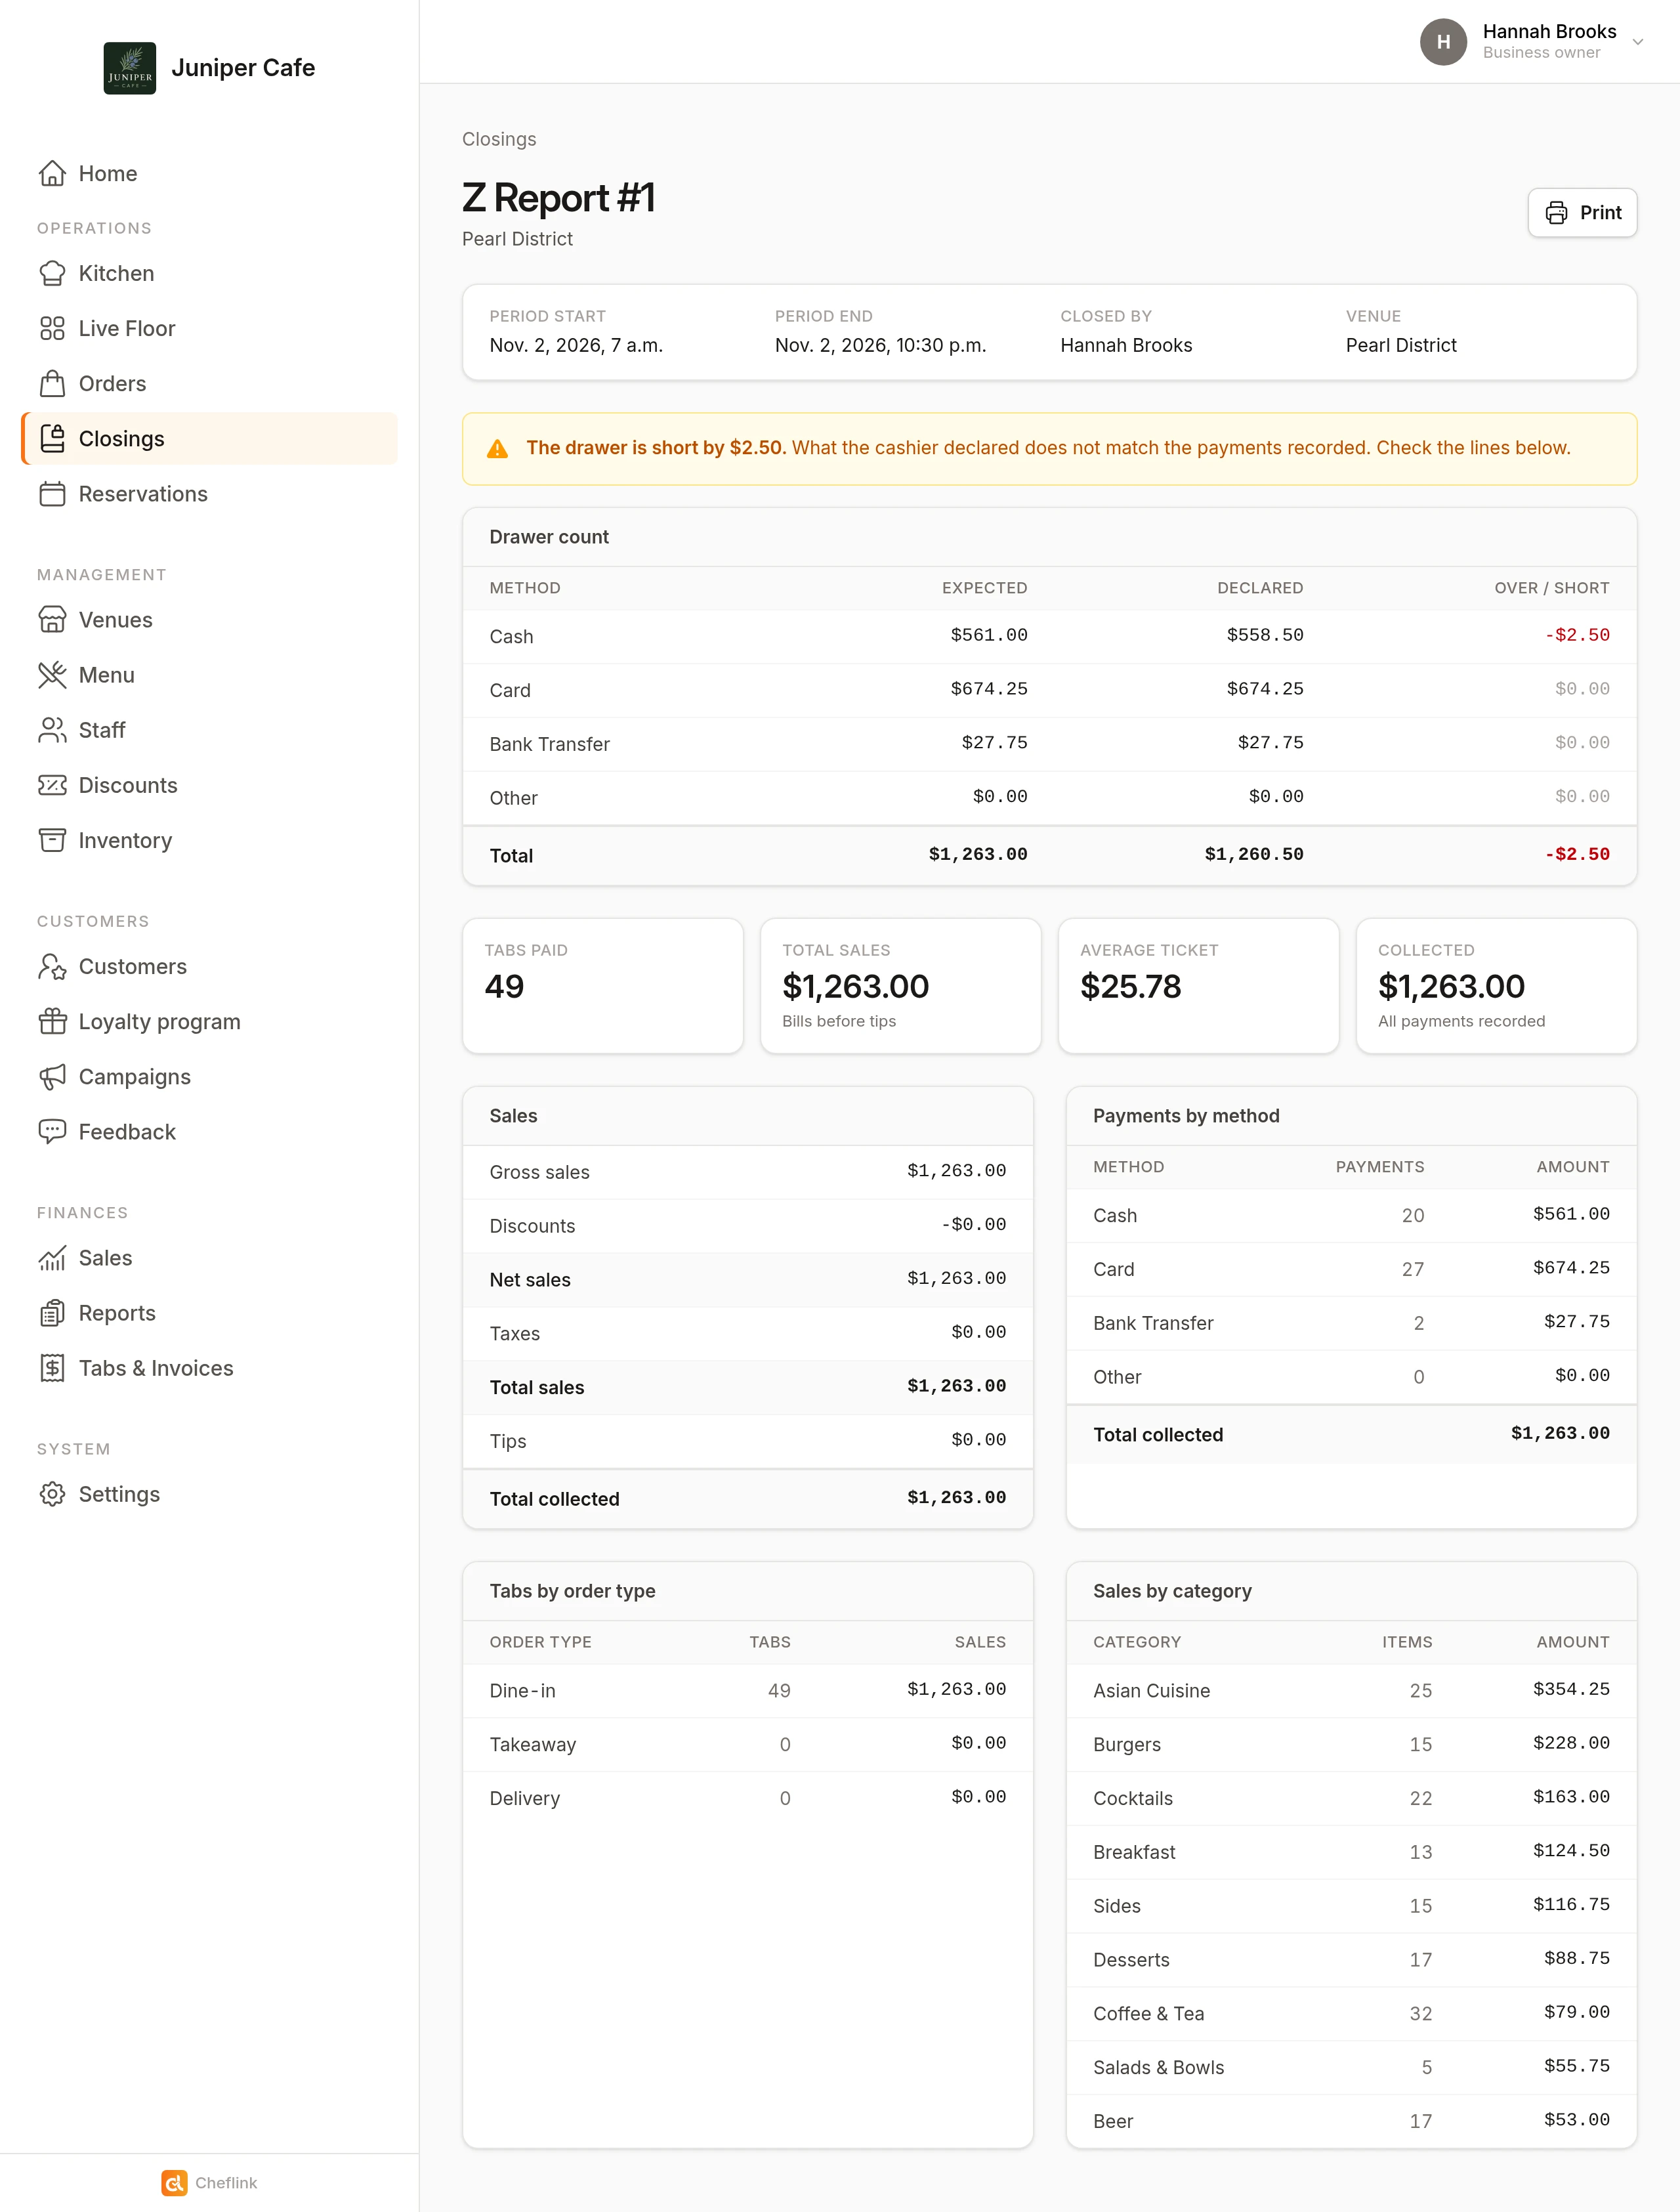 JUNIPER
CAFE
Juniper Cafe
Home
OPERATIONS
Kitchen
Live Floor
Orders
Closings
Reservations
MANAGEMENT
Venues
Menu
Staff
Discounts
Inventory
CUSTOMERS
Customers
Loyalty program
Campaigns
Feedback
FINANCES
Sales
Reports
Tabs & Invoices
SYSTEM
Settings
Cheflink
H
Hannah Brooks
Business owner
Closings
Z Report #1
Pearl District
Print
PERIOD START PERIOD END CLOSED BY VENUE
Nov. 2, 2026, 7 a.m. Nov. 2, 2026, 10:30 p.m. Hannah Brooks Pearl District
The drawer is short by $2.50. What the cashier declared does not match the payments recorded. Check the lines below.
Drawer count
METHOD EXPECTED DECLARED OVER / SHORT
Cash $561.00 $558.50 -$2.50
Card $674.25 $674.25 $0.00
Bank Transfer $27.75 $27.75 $0.00
Other $0.00 $0.00 $0.00
Total $1,263.00 $1,260.50 -$2.50
TABS PAID
49
TOTAL SALES
$1,263.00
Bills before tips
AVERAGE TICKET
$25.78
COLLECTED
$1,263.00
All payments recorded
Sales
Gross sales $1,263.00
Discounts -$0.00
Net sales $1,263.00
Taxes $0.00
Total sales $1,263.00
Tips $0.00
Total collected $1,263.00
Payments by method
METHOD PAYMENTS AMOUNT
Cash 20 $561.00
Card 27 $674.25
Bank Transfer 2 $27.75
Other 0 $0.00
Total collected $1,263.00
Tabs by order type
ORDER TYPE TABS SALES
Dine-in 49 $1,263.00
Takeaway 0 $0.00
Delivery 0 $0.00
Sales by category
CATEGORY ITEMS AMOUNT
Asian Cuisine 25 $354.25
Burgers 15 $228.00
Cocktails 22 $163.00
Breakfast 13 $124.50
Sides 15 $116.75
Desserts 17 $88.75
Coffee & Tea 32 $79.00
Salads & Bowls 5 $55.75
Beer 17 $53.00